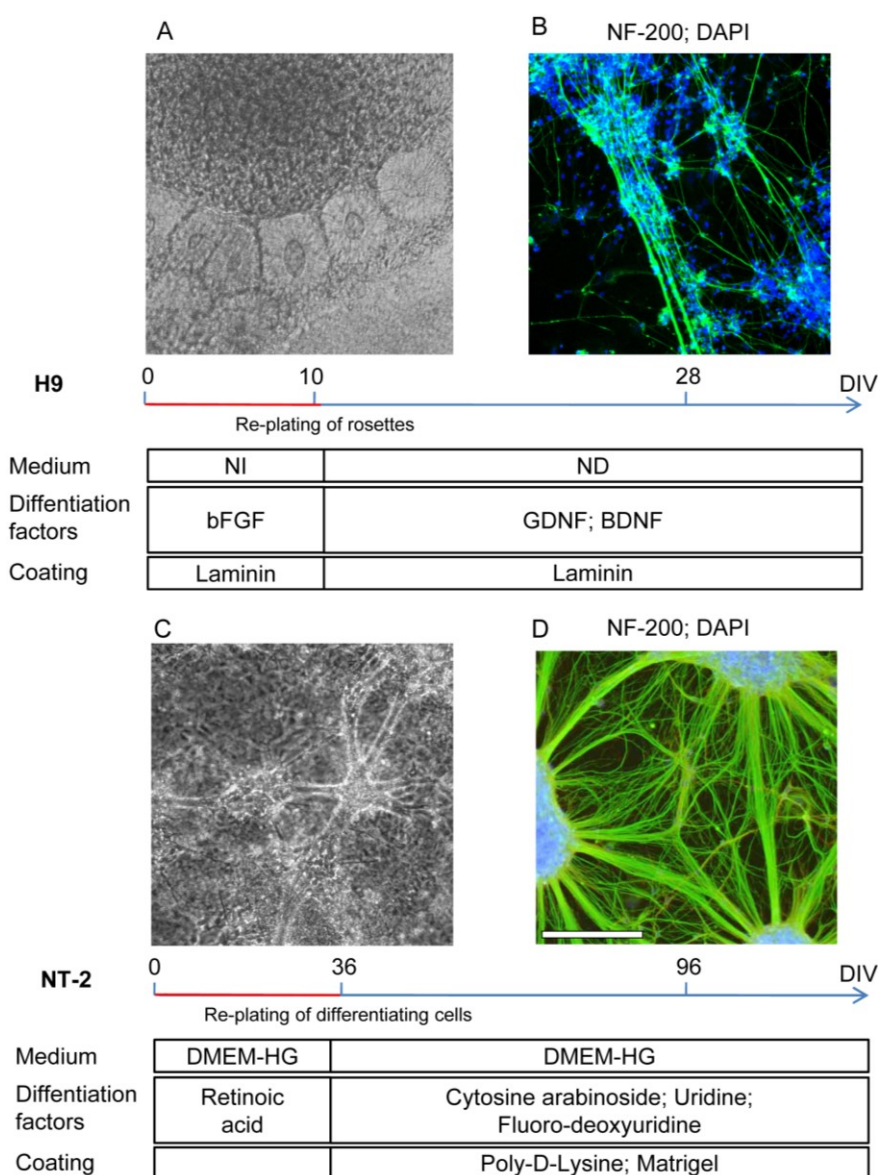 A
B
NF-200; DAPI
0
10
28
DIV
H9
Re-plating of rosettes
Medium
NI
ND
Diffentiation
factors
bFGF
GDNF; BDNF
Coating
Laminin
Laminin
C
D
NF-200; DAPI
0
36
96
DIV
NT-2
Re-plating of differentiating cells
Medium
DMEM-HG
DMEM-HG
Diffentiation
factors
Retinoic
acid
Cytosine arabinoside; Uridine;
Fluoro-deoxyuridine
Coating
Poly-D-Lysine; Matrigel